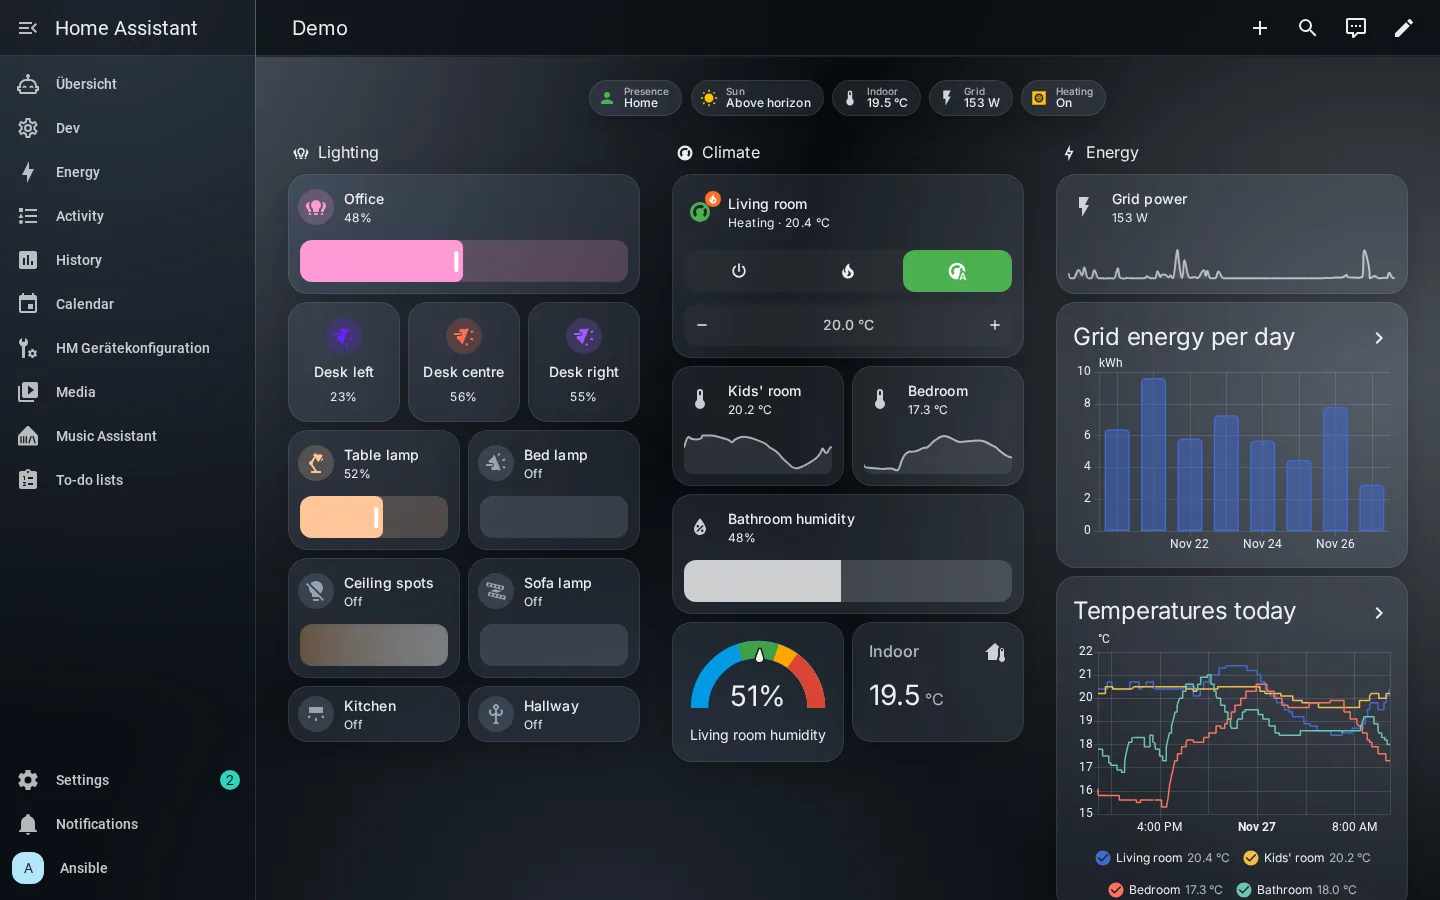 Home Assistant
Demo
Übersicht
Dev
Energy
Activity
History
Calendar
HM Gerätekonfiguration
Media
Music Assistant
To-do lists
Settings
2
Notifications
A
Ansible
Presence
Home
Sun
Above horizon
Indoor
19.5 °C
Grid
153 W
Heating
On
Lighting
Office
48%
Desk left
23%
Desk centre
56%
Desk right
55%
Table lamp
52%
Bed lamp
Off
Ceiling spots
Off
Sofa lamp
Off
Kitchen
Off
Hallway
Off
Climate
Living room
Heating · 20.4 °C
A
20.0 °C
Kids' room
20.2 °C
Bedroom
17.3 °C
Bathroom humidity
48%
51%
Living room humidity
Indoor
19.5 °C
Energy
Grid power
153 W
Grid energy per day
kWh
10
8
6
4
2
0
Nov 22
Nov 24
Nov 26
Temperatures today
°C
22
21
20
19
18
17
16
15
4:00 PM
Nov 27
8:00 AM
Living room 20.4 °C
Kids' room 20.2 °C
Bedroom 17.3 °C
Bathroom 18.0 °C